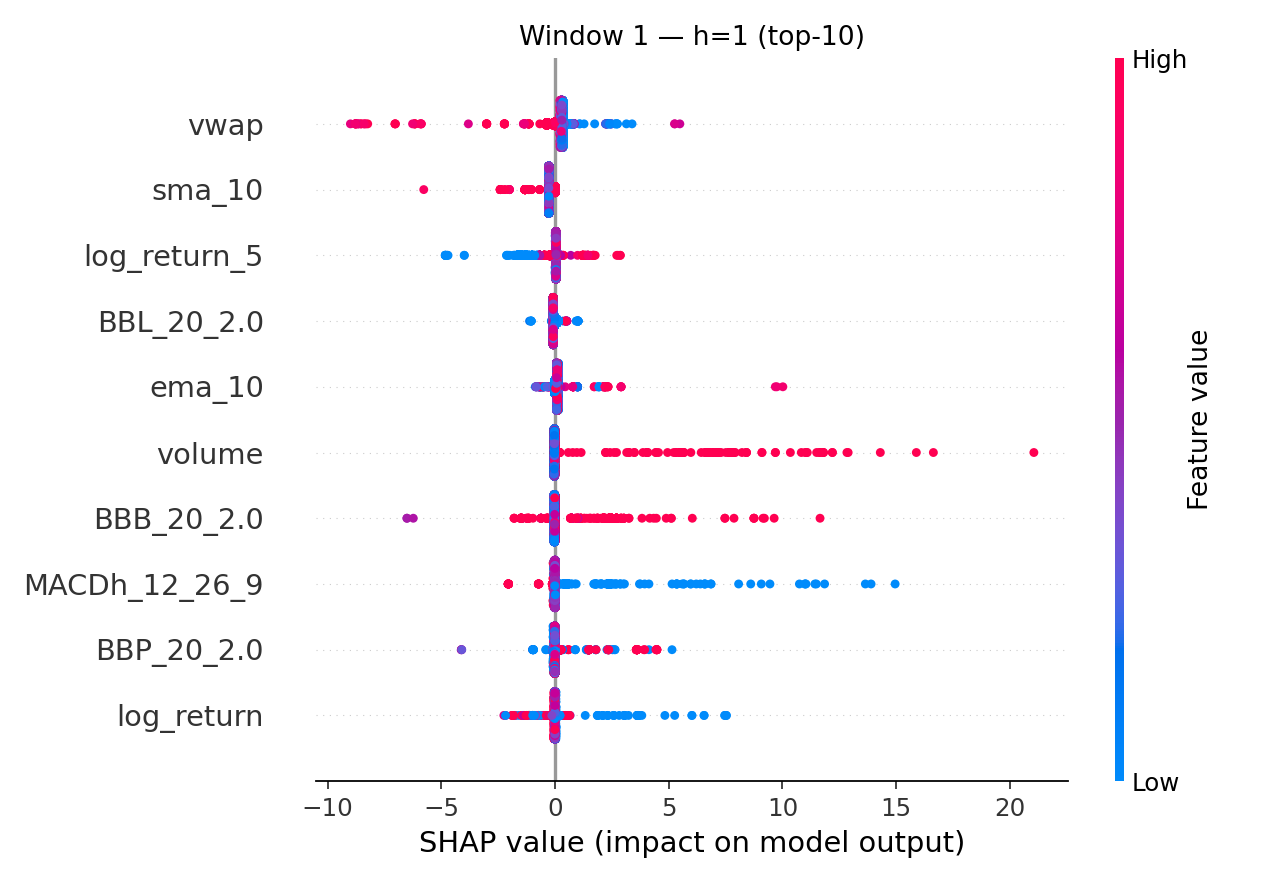 Window 1 — h=1 (top-10)
High
vwap
sma_10
log_return_5
BBL_20_2.0
ema_10
volume
BBB_20_2.0
MACDh_12_26_9
BBP_20_2.0
log_return
Feature value
Low
−10 −5 0 5 10 15 20
SHAP value (impact on model output)